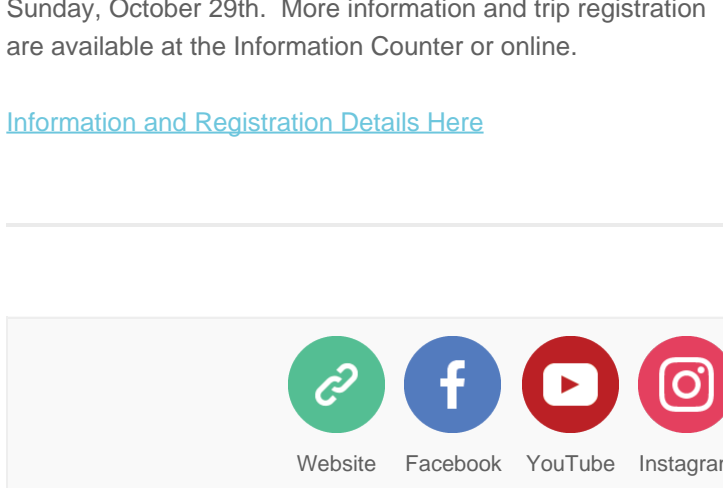 Sunday, October 29th.  More information and trip registration
are available at the Information Counter or online.
Information and Registration Details Here
Website Facebook YouTube Instagram